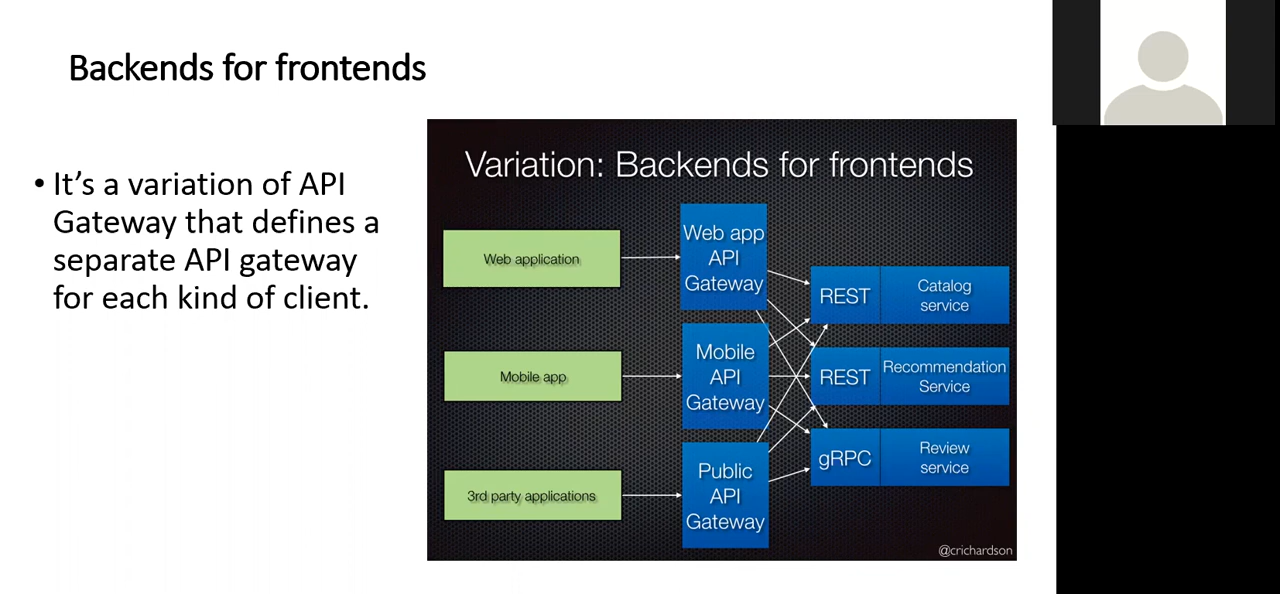 Backends for frontends
• It’s a variation of API
Gateway that defines a
separate API gateway
for each kind of client.
Variation: Backends for frontends
Web application
Web app
API
Gateway
REST
Catalog
service
Mobile app
Mobile
API
Gateway
REST
Recommendation
Service
3rd party applications
Public
API
Gateway
gRPC
Review
service
@crichardson